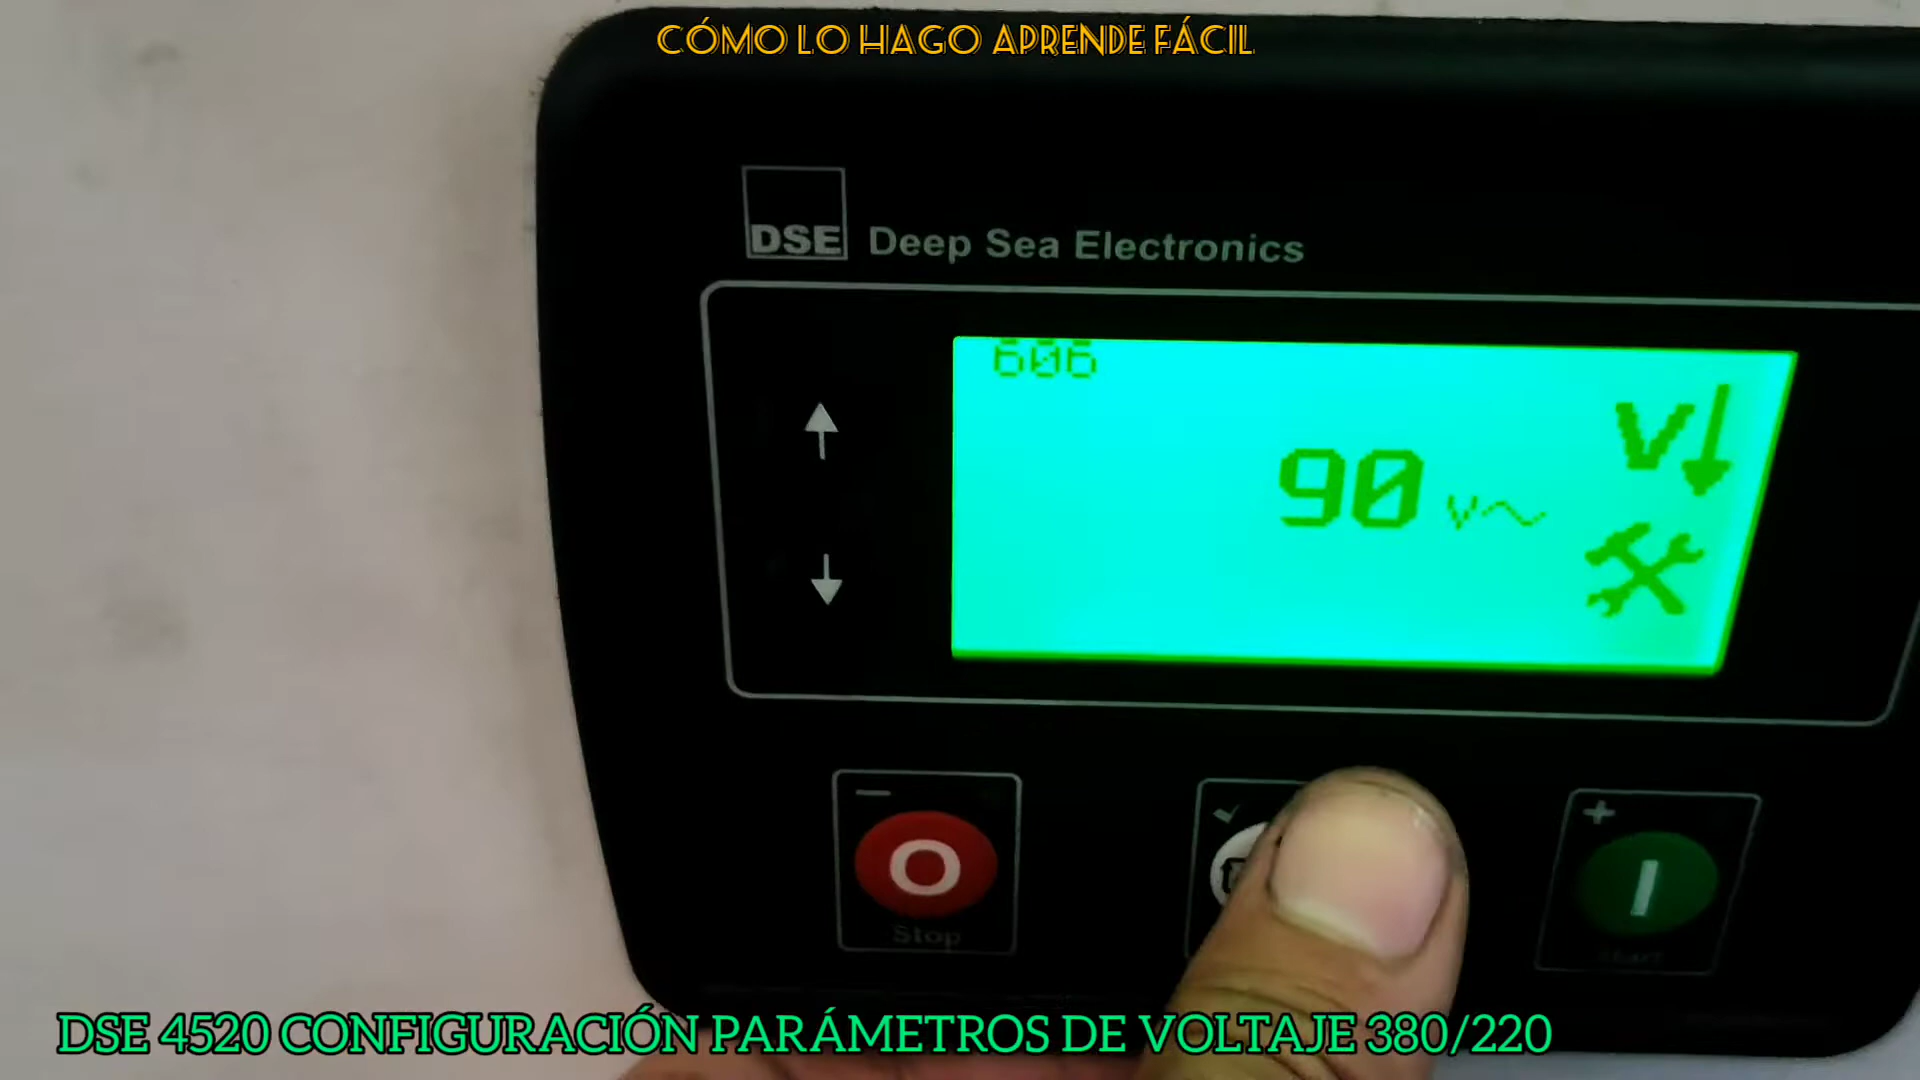 CÓMO LO HAGO APRENDE FÁCIL
DSE Deep Sea Electronics
606
V
90 V
Stop
Start
DSE 4520 CONFIGURACIÓN PARÁMETROS DE VOLTAJE 380/220